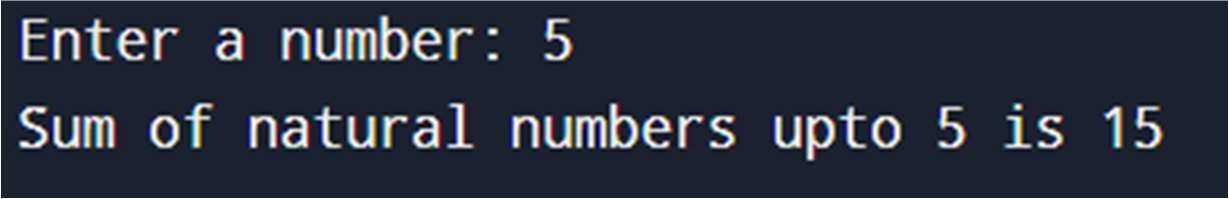 Enter a number: 5
Sum of natural numbers upto 5 is 15